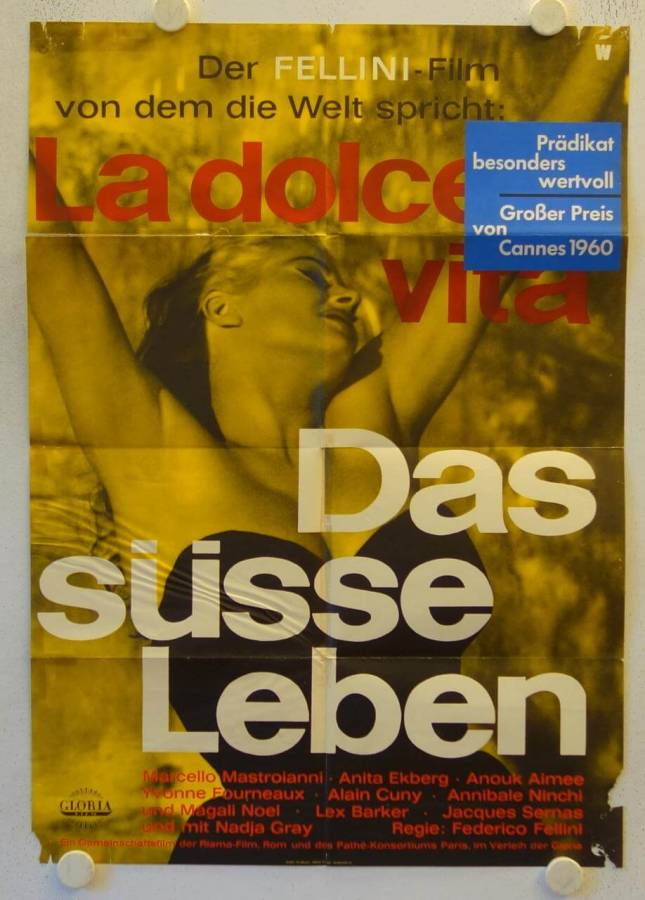 W
Der FELLINI-Film
von dem die Welt spricht:
La dolce
vita
Prädikat
besonders
wertvoll
Großer Preis
von
Cannes 1960
Das
süsse
Leben
Marcello Mastroianni · Anita Ekberg · Anouk Aimee
Yvonne Fourneaux · Alain Cuny · Annibale Ninchi
und Magali Noel · Lex Barker · Jacques Sernas
und mit Nadja Gray Regie: Federico Fellini
GLORIA
FILM
Ein Gemeinschaftsfilm der Riama-Film, Rom und des Pathé-Konsortiums Paris, im Verleih der Gloria